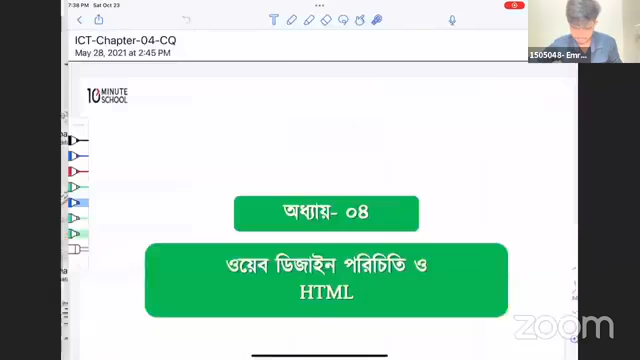 7:38 PM Sat Oct 23
ICT-Chapter-04-CQ
May 28, 2021 at 2:45 PM
1505048- Emr...
10 MINUTE
SCHOOL
অধ্যায়- ০৪
ওয়েব ডিজাইন পরিচিতি ও
HTML
zoom